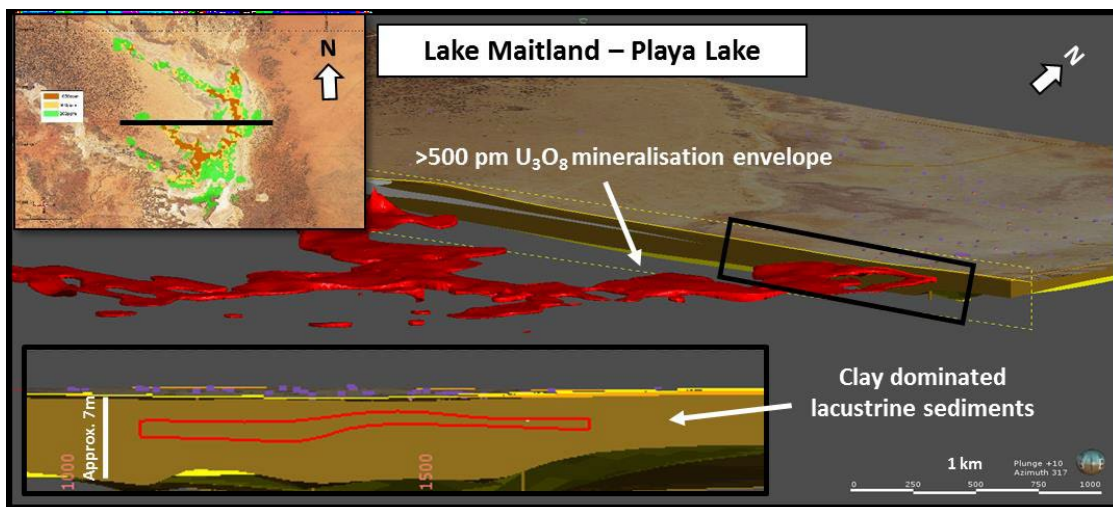 N
Lake Maitland – Playa Lake
N
>500 pm U₃O₈ mineralisation envelope
Clay dominated
lacustrine sediments
Approx. 7m
1000
1500
1 km
Plunge +10
Azimuth 317
0 250 500 750 1000